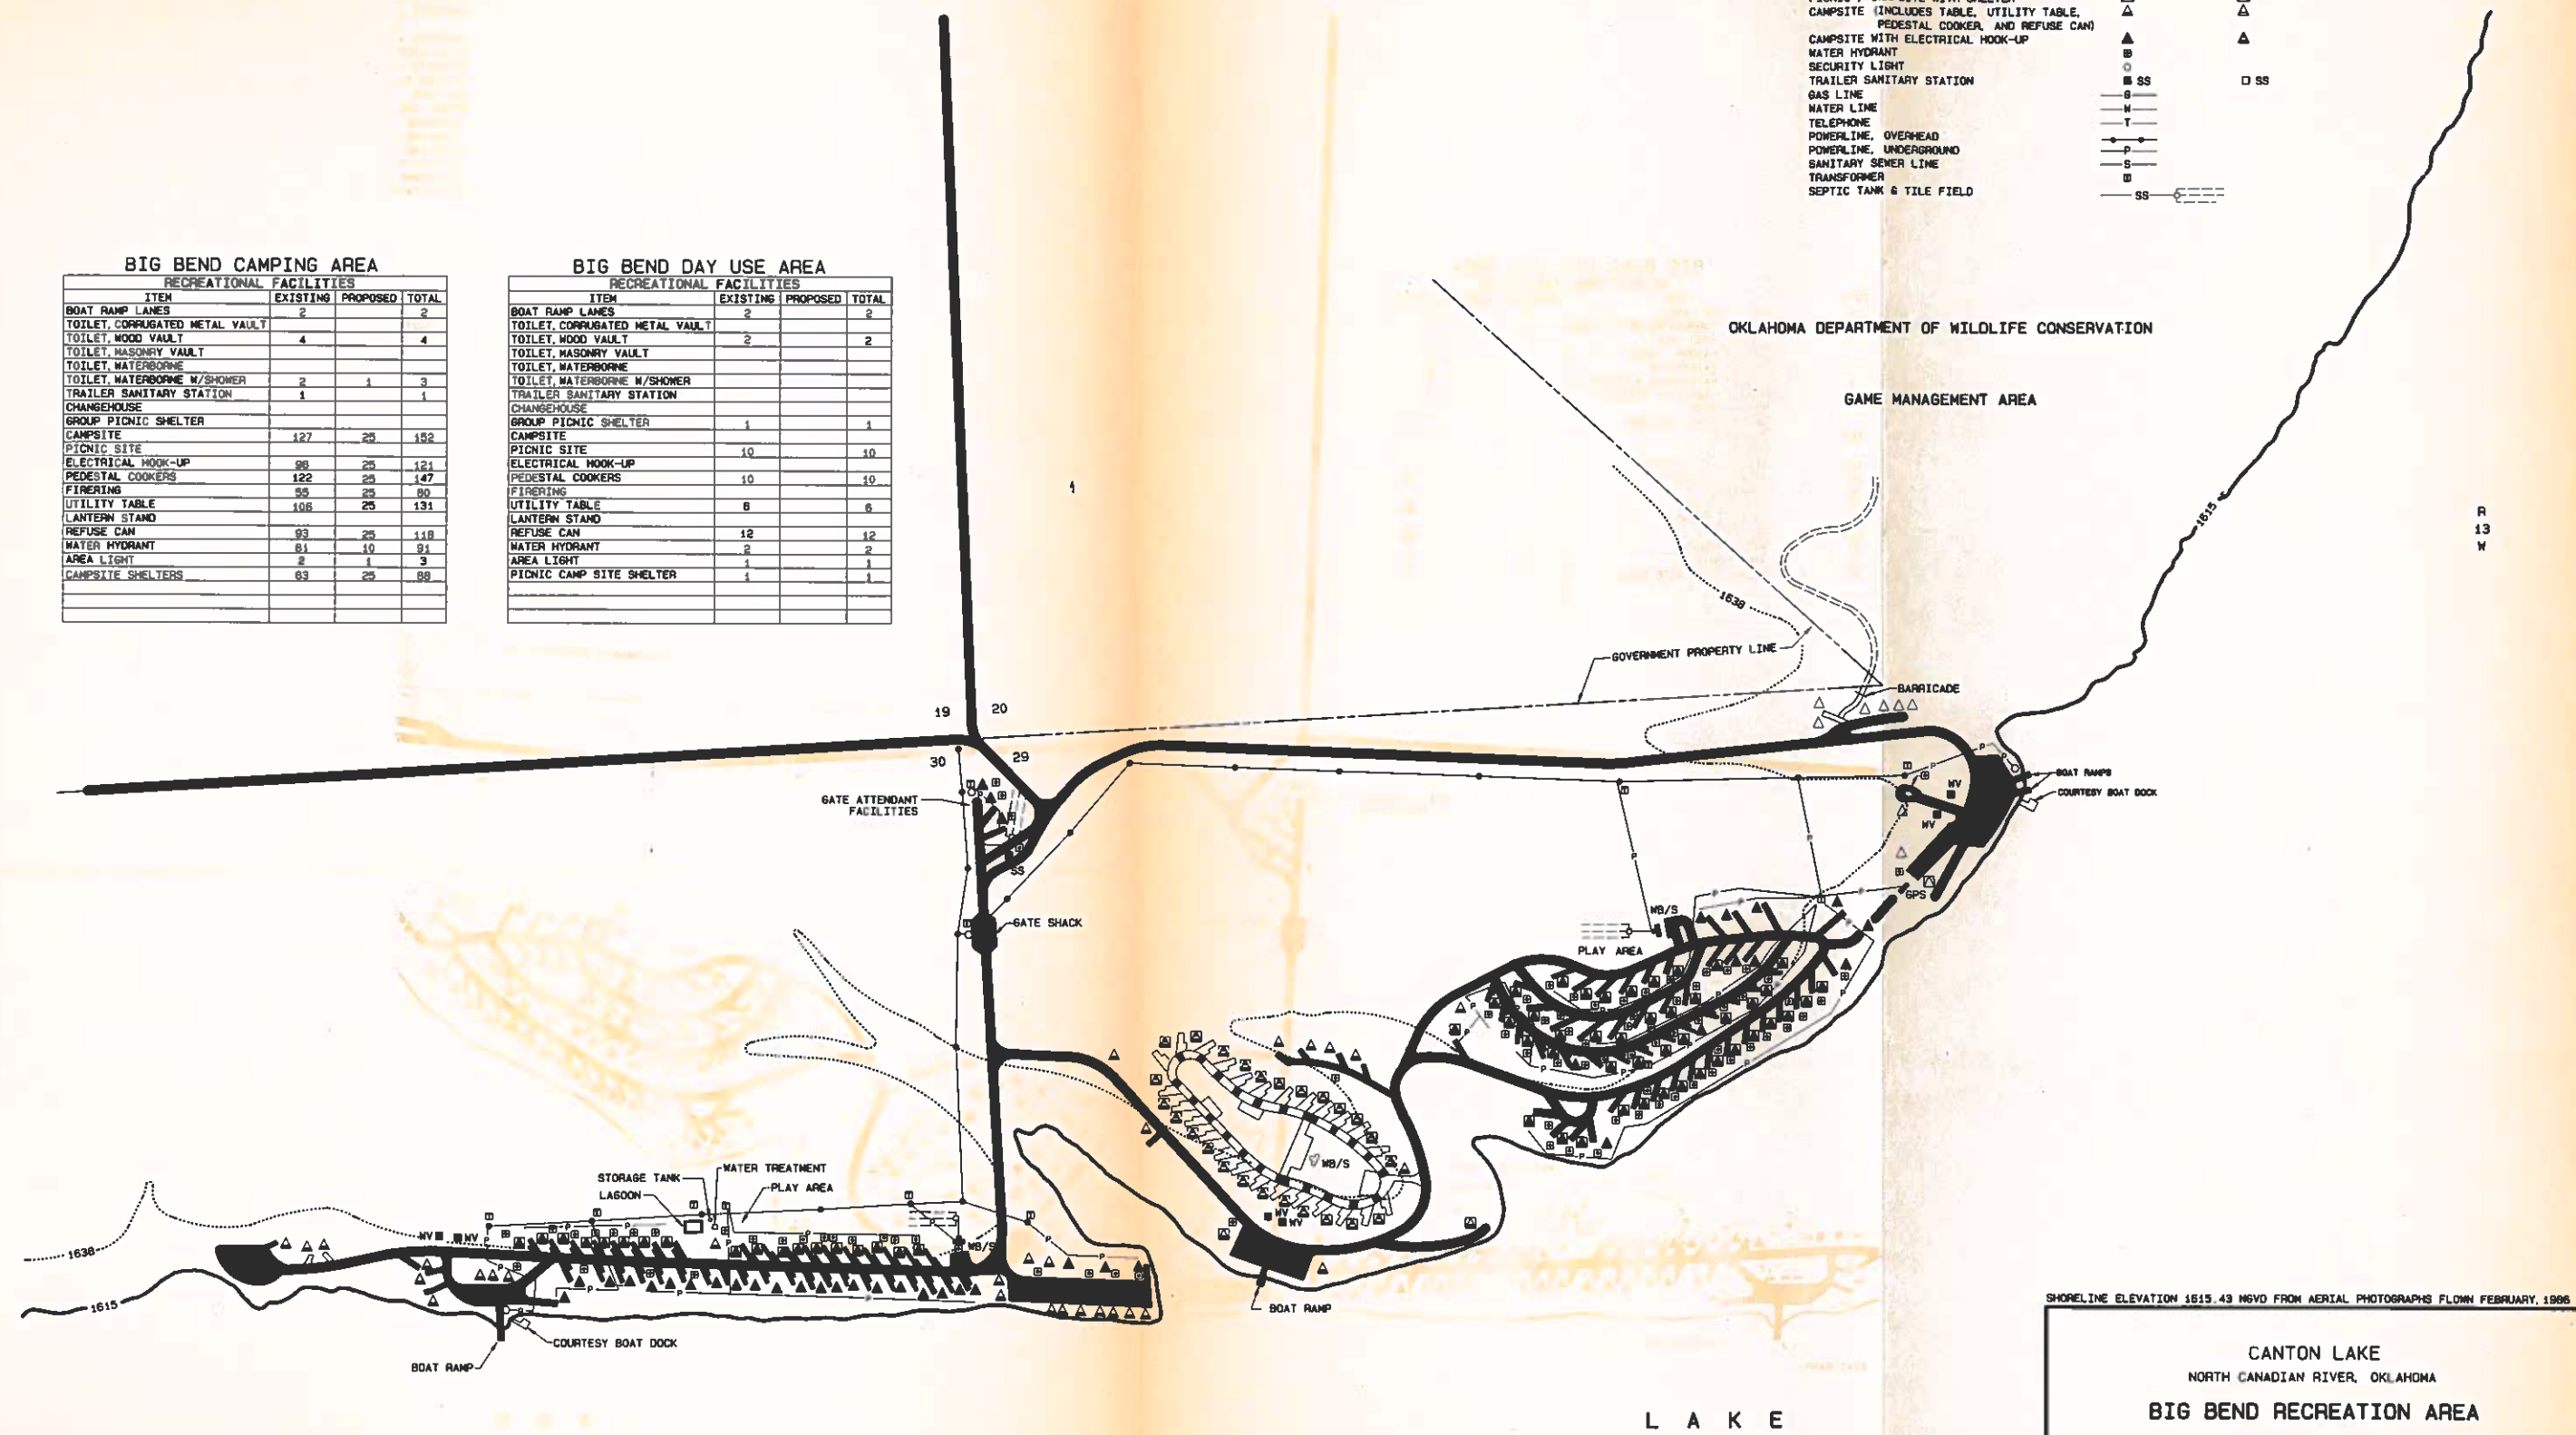 CAMPSITE (INCLUDES TABLE, UTILITY TABLE,
PEDESTAL COOKER, AND REFUSE CAN)
CAMPSITE WITH ELECTRICAL HOOK-UP
WATER HYDRANT
SECURITY LIGHT
TRAILER SANITARY STATION SS SS
GAS LINE G
WATER LINE W
TELEPHONE T
POWERLINE, OVERHEAD
POWERLINE, UNDERGROUND P
SANITARY SEWER LINE S
TRANSFORMER
SEPTIC TANK & TILE FIELD SS
BIG BEND CAMPING AREA
RECREATIONAL FACILITIES
ITEM EXISTING PROPOSED TOTAL
BOAT RAMP LANES 2 2
TOILET, CORRUGATED METAL VAULT
TOILET, WOOD VAULT 4 4
TOILET, MASONRY VAULT
TOILET, WATERBORNE
TOILET, WATERBORNE W/SHOWER 2 1 3
TRAILER SANITARY STATION 1 1
CHANGEHOUSE
GROUP PICNIC SHELTER
CAMPSITE 127 25 152
PICNIC SITE
ELECTRICAL HOOK-UP 96 25 121
PEDESTAL COOKERS 122 25 147
FIRERING 55 25 80
UTILITY TABLE 106 25 131
LANTERN STAND
REFUSE CAN 93 25 118
WATER HYDRANT 81 10 91
AREA LIGHT 2 1 3
CAMPSITE SHELTERS 63 25 88
BIG BEND DAY USE AREA
RECREATIONAL FACILITIES
ITEM EXISTING PROPOSED TOTAL
BOAT RAMP LANES 2 2
TOILET, CORRUGATED METAL VAULT
TOILET, WOOD VAULT 2 2
TOILET, MASONRY VAULT
TOILET, WATERBORNE
TOILET, WATERBORNE W/SHOWER
TRAILER SANITARY STATION
CHANGEHOUSE
GROUP PICNIC SHELTER 1 1
CAMPSITE
PICNIC SITE 10 10
ELECTRICAL HOOK-UP
PEDESTAL COOKERS 10 10
FIRERING
UTILITY TABLE 6 6
LANTERN STAND
REFUSE CAN 12 12
WATER HYDRANT 2 2
AREA LIGHT 1 1
PICNIC CAMP SITE SHELTER 1 1
OKLAHOMA DEPARTMENT OF WILDLIFE CONSERVATION
GAME MANAGEMENT AREA
R
13
W
1615
1638
GOVERNMENT PROPERTY LINE
BARRICADE
19 20
30 29
GATE ATTENDANT
FACILITIES
SS
GATE SHACK
BOAT RAMPS
COURTESY BOAT DOCK
WV
WV
GPS
WB/S
PLAY AREA
WB/S
WV
WV
BOAT RAMP
STORAGE TANK
WATER TREATMENT
LAGOON
PLAY AREA
WV WV
WB/S
1638
1615
COURTESY BOAT DOCK
BOAT RAMP
SHORELINE ELEVATION 1615.43 NGVD FROM AERIAL PHOTOGRAPHS FLOWN FEBRUARY, 1986
CANTON LAKE
NORTH CANADIAN RIVER, OKLAHOMA
BIG BEND RECREATION AREA
LAKE